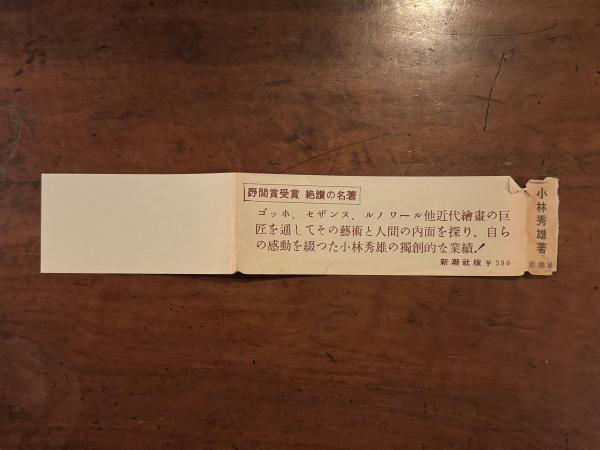 野間賞受賞 絶讃の名著
ゴッホ、セザンヌ、ルノワール他近代繪畫の巨
匠を通してその藝術と人間の内面を探り、自ら
の感動を綴つた小林秀雄の獨創的な業績！
新潮社版 ¥390
小林秀雄著
新潮社